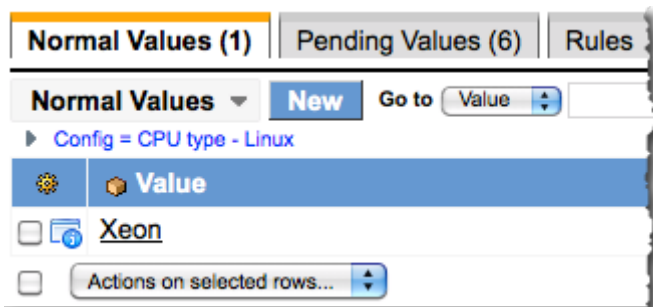 Normal Values (1) Pending Values (6) Rules
Normal Values New Go to Value
Config = CPU type - Linux
Value
Xeon
Actions on selected rows...